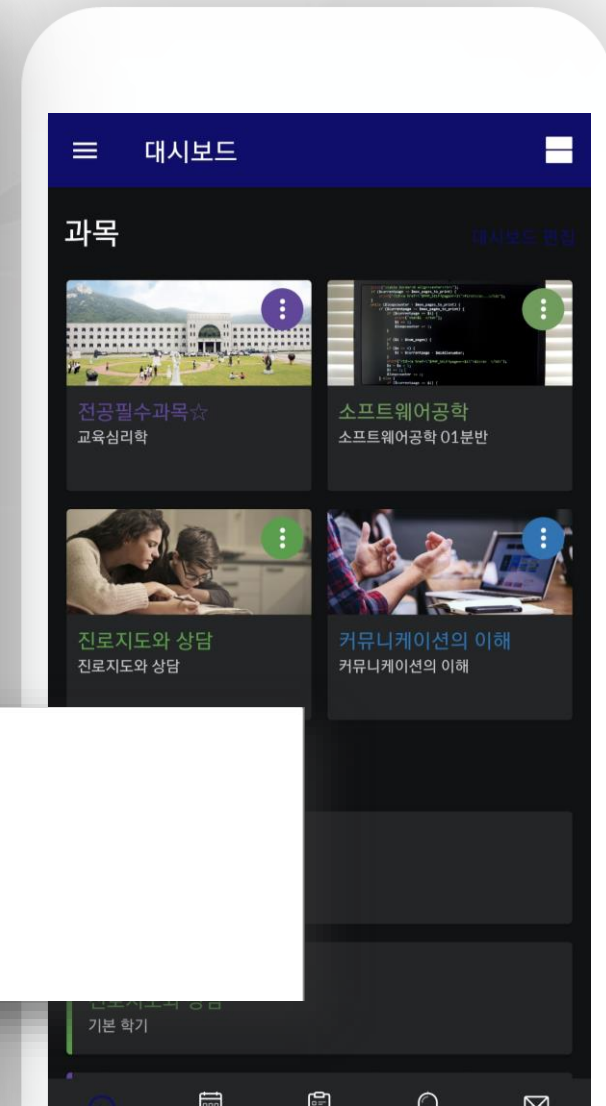 대시보드
과목
대시보드 편집
전공필수과목☆
교육심리학
소프트웨어공학
소프트웨어공학 01분반
진로지도와 상담
진로지도와 상담
커뮤니케이션의 이해
커뮤니케이션의 이해
진로지도와 상담
기본 학기